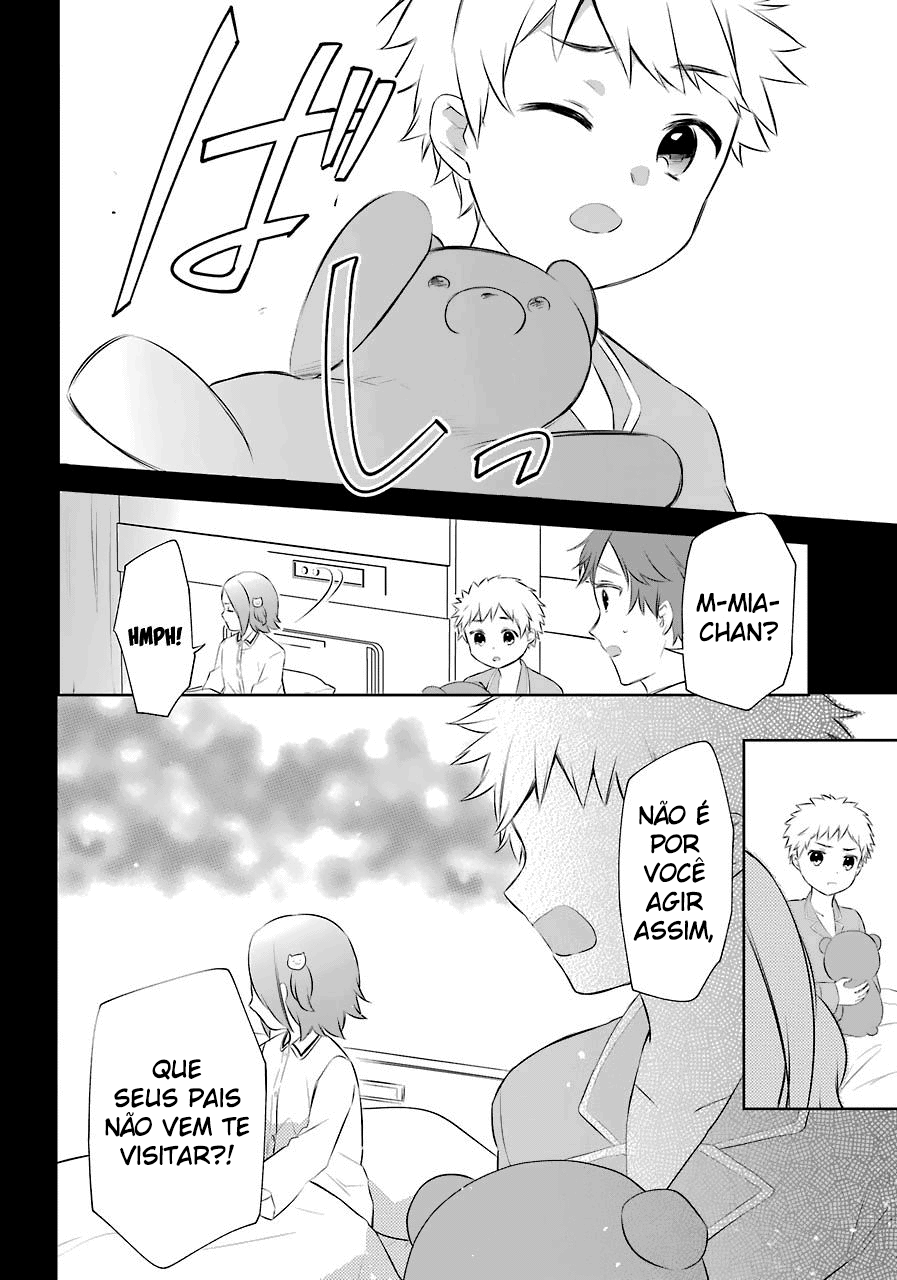 ばしっ
M-MIA-
CHAN?
HMPH!
NÃO É
POR
VOCÊ
AGIR
ASSIM,
QUE
SEUS PAIS
NÃO VEM TE
VISITAR?!